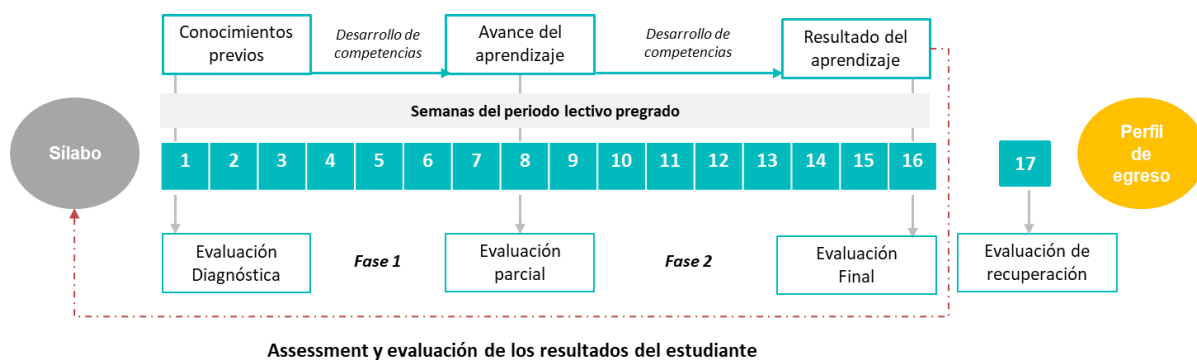 Conocimientos
previos
Desarrollo de
competencias
Avance del
aprendizaje
Desarrollo de
competencias
Resultado del
aprendizaje
Semanas del periodo lectivo pregrado
Sílabo
1 2 3 4 5 6 7 8 9 10 11 12 13 14 15 16
17
Perfil
de
egreso
Evaluación
Diagnóstica
Fase 1
Evaluación
parcial
Fase 2
Evaluación
Final
Evaluación de
recuperación
Assessment y evaluación de los resultados del estudiante